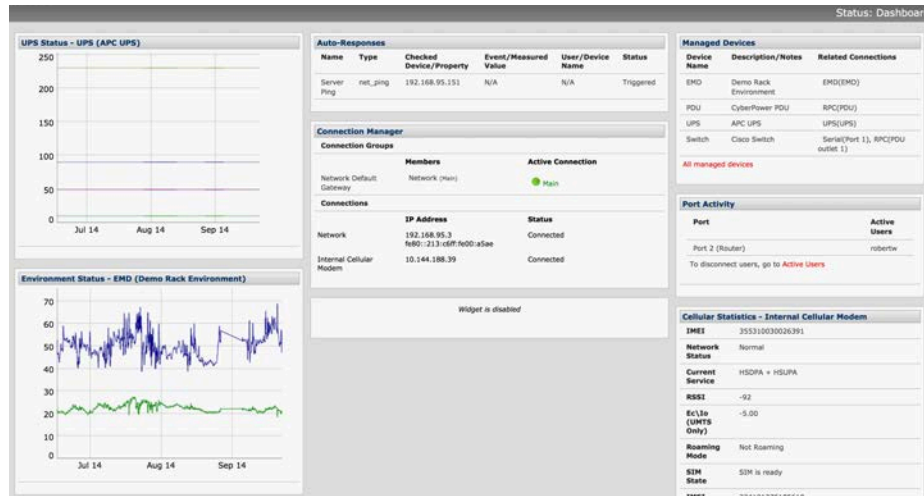 Status: Dashboar
UPS Status - UPS (APC UPS)
250
200
150
100
50
0
Jul 14 Aug 14 Sep 14
Environment Status - EMD (Demo Rack Environment)
70
60
50
40
30
20
10
0
Jul 14 Aug 14 Sep 14
Auto-Responses
Name Type Checked Device/Property Event/Measured Value User/Device Name Status
Server Ping net_ping 192.168.95.151 N/A N/A Triggered
Connection Manager
Connection Groups
Members Active Connection
Network Default Gateway Network (Main) Main
Connections
IP Address Status
Network 192.168.95.3 Connected
fe80::213:c6ff:fe00:a5ae
Internal Cellular Modem 10.144.188.39 Connected
Widget is disabled
Managed Devices
Device Name Description/Notes Related Connections
EMD Demo Rack Environment EMD(EMD)
PDU CyberPower PDU RPC(PDU)
UPS APC UPS UPS(UPS)
Switch Cisco Switch Serial(Port 1), RPC(PDU outlet 1)
All managed devices
Port Activity
Port Active Users
Port 2 (Router) robertw
To disconnect users, go to Active Users
Cellular Statistics - Internal Cellular Modem
IMEI 355310030026391
Network Status Normal
Current Service HSDPA + HSUPA
RSSI -92
Ec\Io (UMTS Only) -5.00
Roaming Mode Not Roaming
SIM State SIM is ready